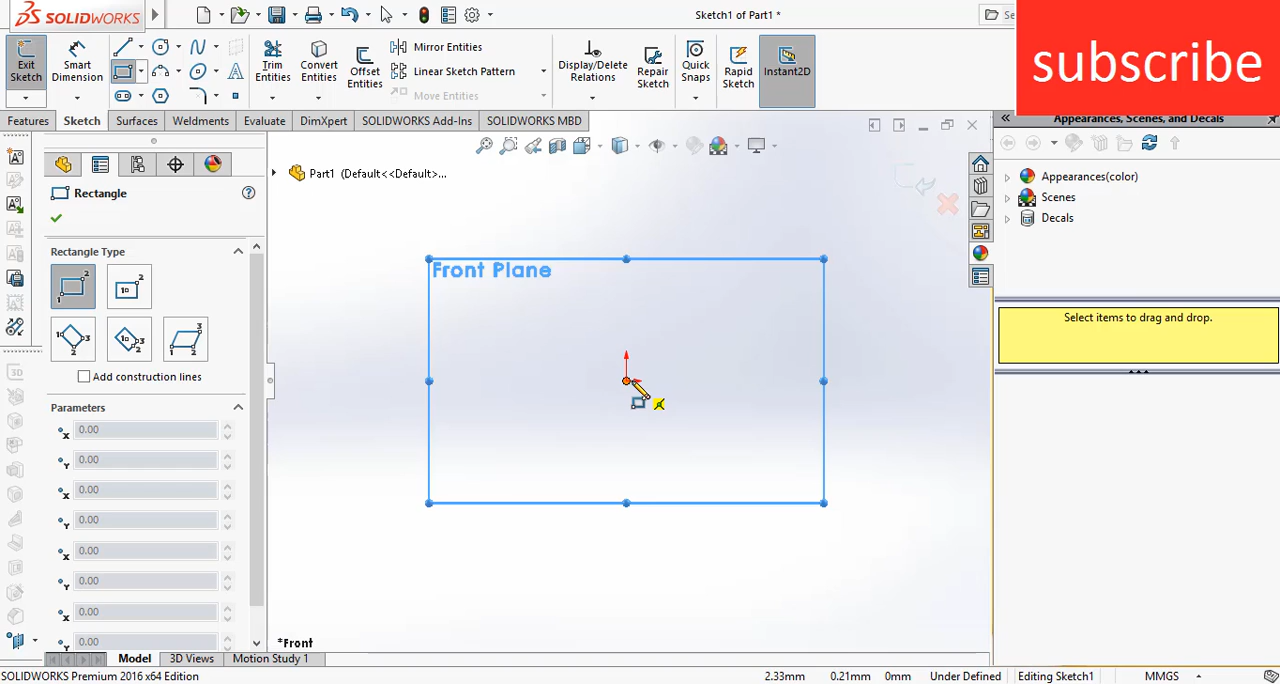 SOLIDWORKS
Sketch1 of Part1 *
Se
subscribe
Exit
Sketch
Smart
Dimension
Trim
Entities
Convert
Entities
Offset
Entities
Mirror Entities
Linear Sketch Pattern
Move Entities
Display/Delete
Relations
Repair
Sketch
Quick
Snaps
Rapid
Sketch
Instant2D
Features
Sketch
Surfaces
Weldments
Evaluate
DimXpert
SOLIDWORKS Add-Ins
SOLIDWORKS MBD
Appearances, Scenes, and Decals
Part1 (Default<<Default>...
Rectangle
Rectangle Type
Add construction lines
Parameters
0.00
0.00
0.00
0.00
0.00
0.00
0.00
0.00
Front Plane
Appearances(color)
Scenes
Decals
Select items to drag and drop.
*Front
Model
3D Views
Motion Study 1
SOLIDWORKS Premium 2016 x64 Edition
2.33mm
0.21mm
0mm
Under Defined
Editing Sketch1
MMGS